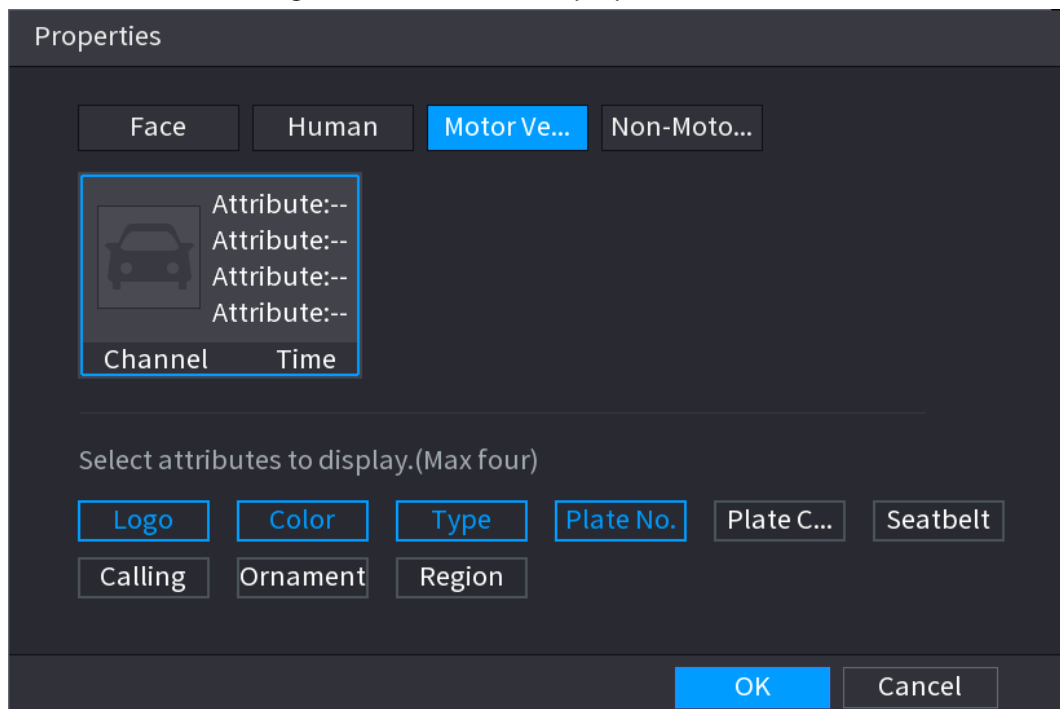 Properties
Face Human Motor Ve... Non-Moto...
Attribute:--
Attribute:--
Attribute:--
Attribute:--
Channel Time
Select attributes to display.(Max four)
Logo Color Type Plate No. Plate C... Seatbelt
Calling Ornament Region
OK Cancel